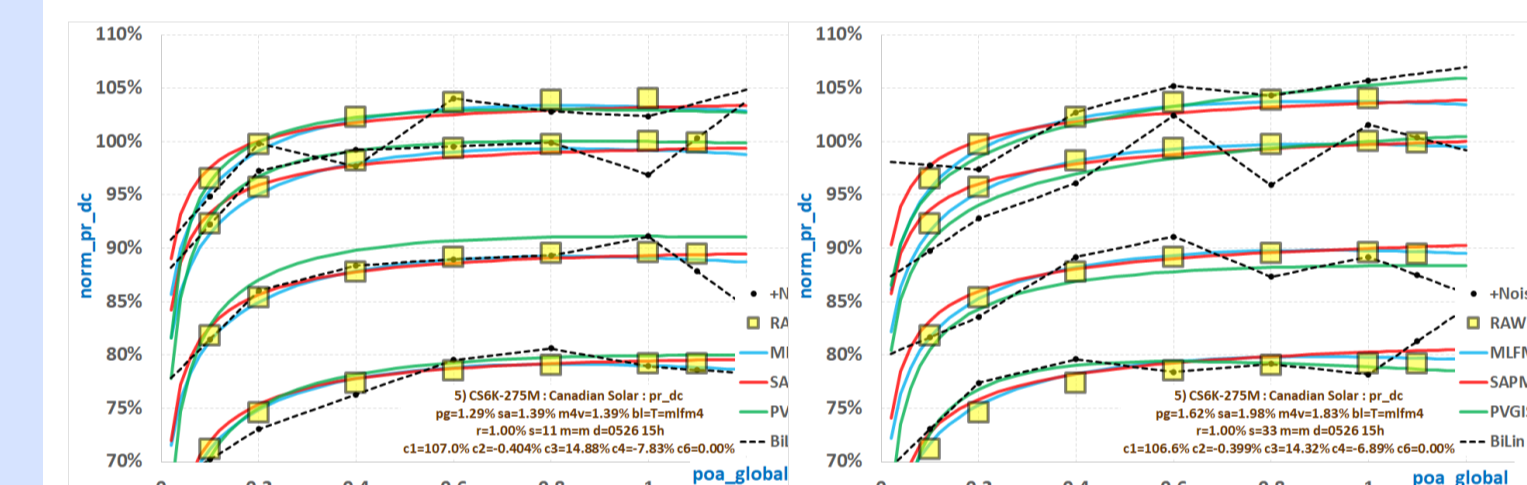 110%
105%
100%
95%
90%
85%
80%
75%
70%
norm_pr_dc
+N
RA
SA
PV
BiL
5) CS6K-275M : Canadian Solar : pr_dc
pg=1.29% sa=1.39% m4v=1.39% bl=T=mlfm4
r=1.00% s=11 m=m d=0526 15h
c1=107.0% c2=-0.404% c3=14.88% c4=-7.83% c6=0.00%
poa_global
110%
105%
100%
95%
90%
85%
80%
75%
70%
norm_pr_dc
+Nois
RAW
MLFM
SAPM
PVGI
BiLin
5) CS6K-275M : Canadian Solar : pr_dc
pg=1.62% sa=1.98% m4v=1.83% bl=T=mlfm4
r=1.00% s=33 m=m d=0526 15h
c1=106.6% c2=-0.399% c3=14.32% c4=-6.89% c6=0.00%
poa_global